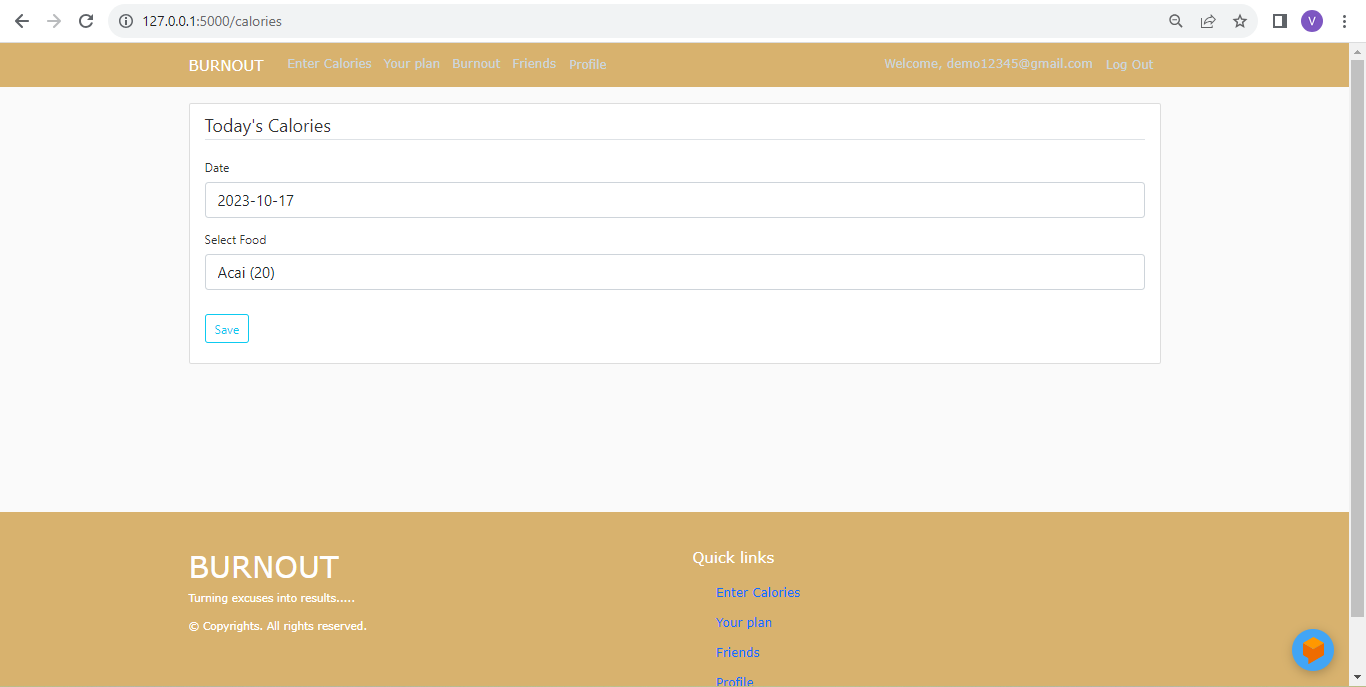 127.0.0.1:5000/calories
V
BURNOUT Enter Calories Your plan Burnout Friends Profile Welcome, demo12345@gmail.com Log Out
Today's Calories
Date
2023-10-17
Select Food
Acai (20)
Save
BURNOUT
Turning excuses into results.....
© Copyrights. All rights reserved.
Quick links
Enter Calories
Your plan
Friends
Profile